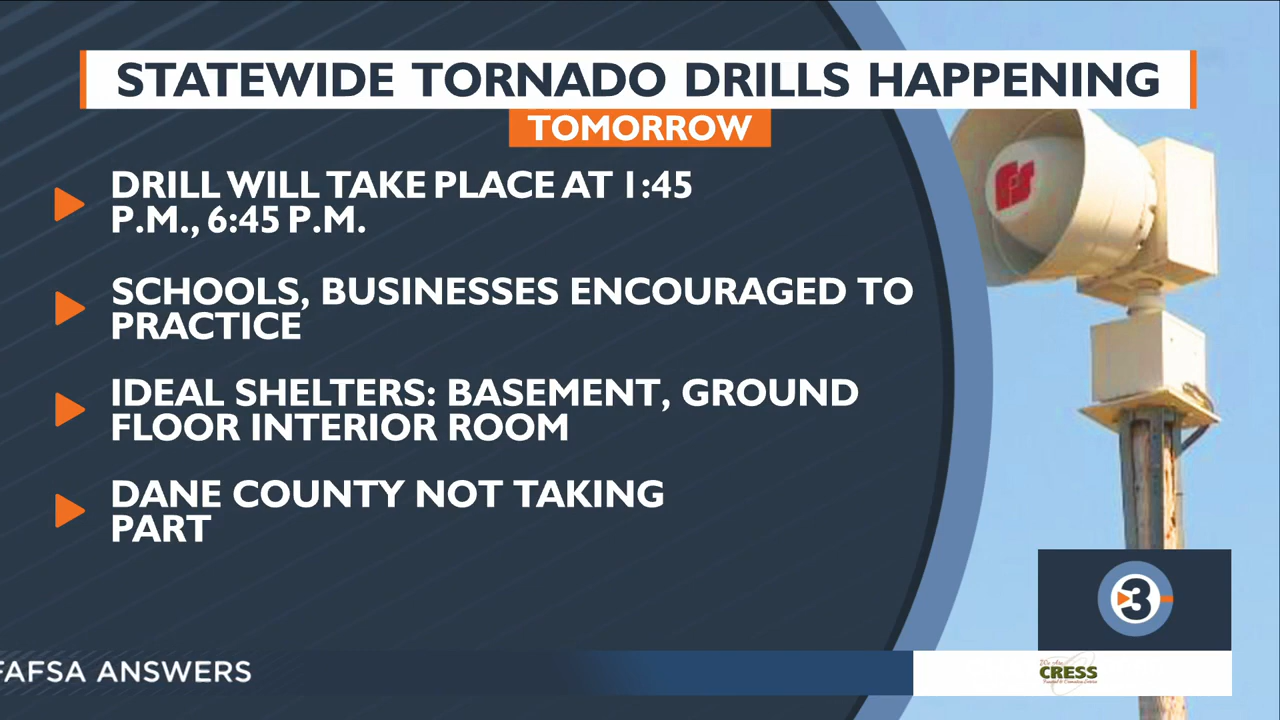 STATEWIDE TORNADO DRILLS HAPPENING
TOMORROW
DRILL WILL TAKE PLACE AT 1:45
P.M., 6:45 P.M.
SCHOOLS, BUSINESSES ENCOURAGED TO
PRACTICE
IDEAL SHELTERS: BASEMENT, GROUND
FLOOR INTERIOR ROOM
DANE COUNTY NOT TAKING
PART
FS
3
FAFSA ANSWERS
CRESS